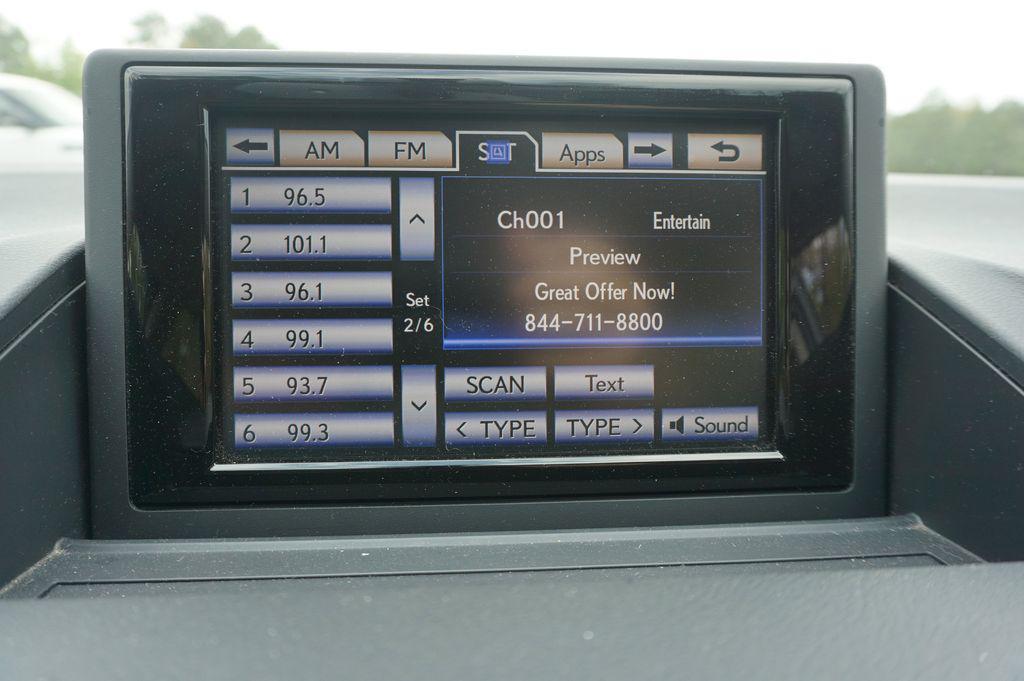 AM FM SAT Apps
1 96.5
2 101.1
3 96.1
4 99.1
5 93.7
6 99.3
Set
2/6
Ch001 Entertain
Preview
Great Offer Now!
844-711-8800
SCAN Text
< TYPE TYPE > Sound